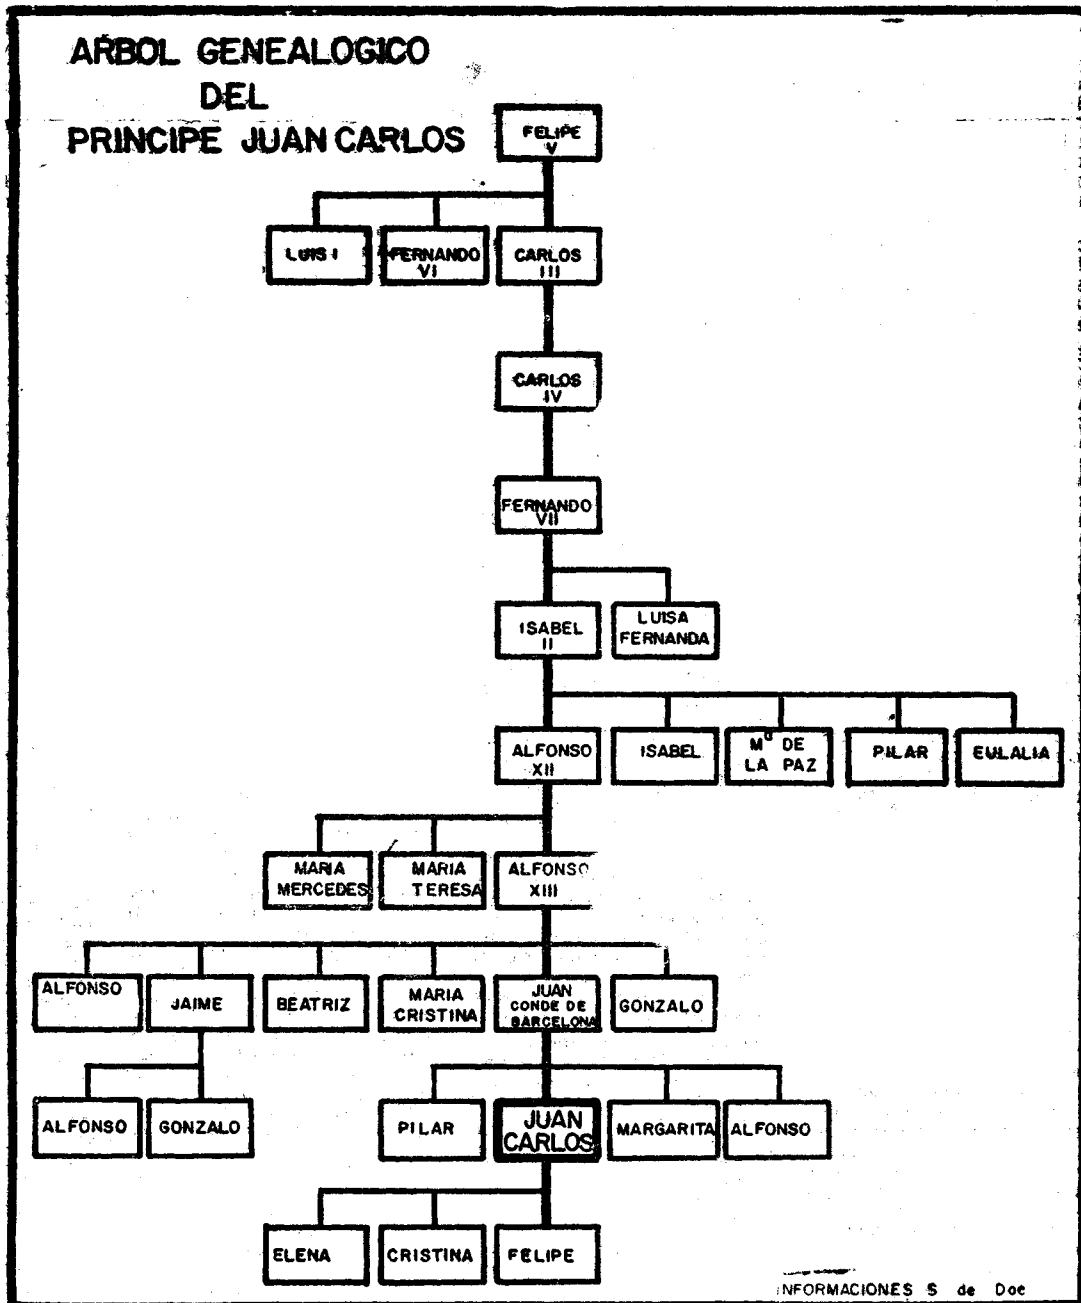 ARBOL GENEALOGICO
DEL
PRINCIPE JUAN CARLOS
FELIPE
V
LUIS I
FERNANDO
VI
CARLOS
III
CARLOS
IV
FERNANDO
VII
ISABEL
II
LUISA
FERNANDA
ALFONSO
XII
ISABEL
Mª DE
LA PAZ
PILAR
EULALIA
MARIA
MERCEDES
MARIA
TERESA
ALFONSO
XIII
ALFONSO
JAIME
BEATRIZ
MARIA
CRISTINA
JUAN
CONDE DE
BARCELONA
GONZALO
ALFONSO
GONZALO
PILAR
JUAN
CARLOS
MARGARITA
ALFONSO
ELENA
CRISTINA
FELIPE
INFORMACIONES S de Doc